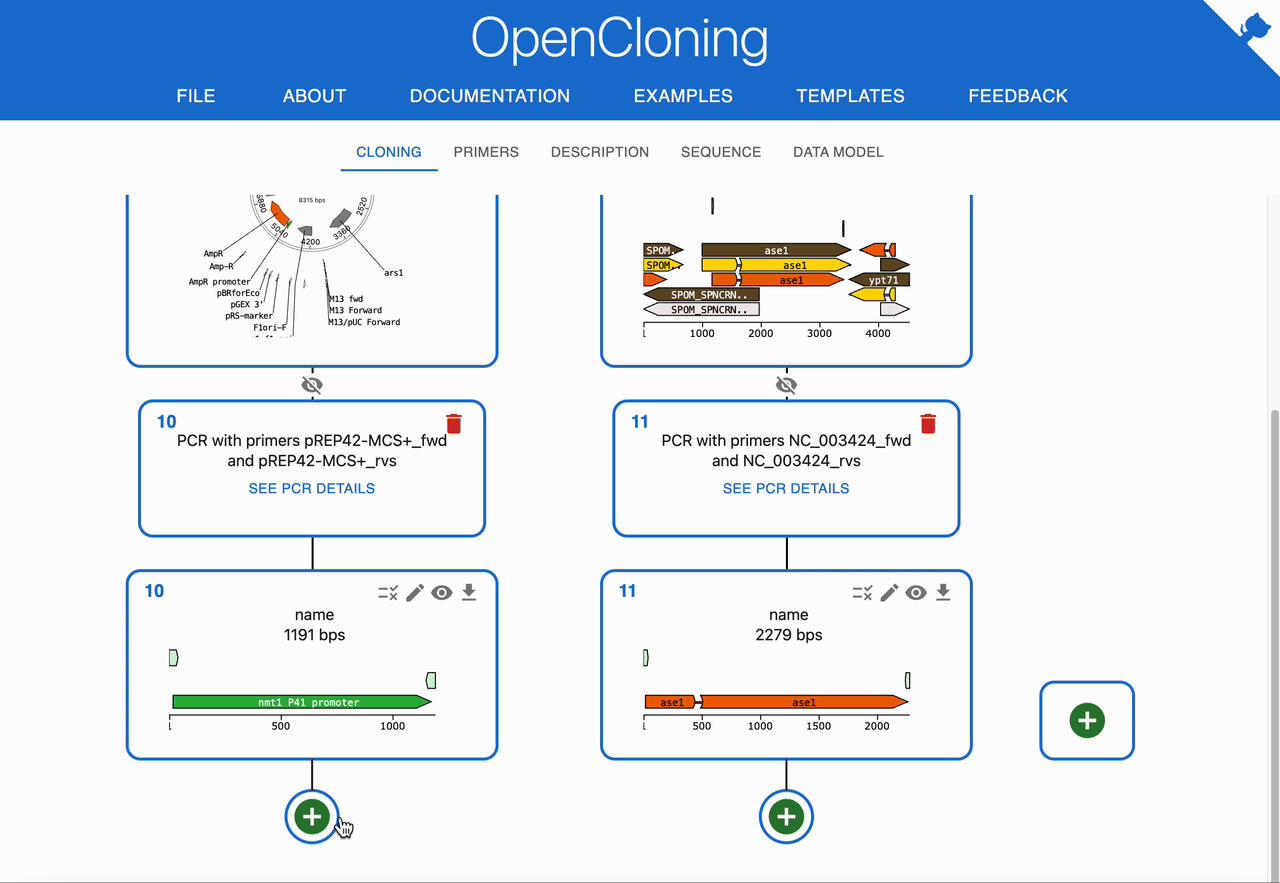 OpenCloning
FILE ABOUT DOCUMENTATION EXAMPLES TEMPLATES FEEDBACK
CLONING PRIMERS DESCRIPTION SEQUENCE DATA MODEL
8315 bps
5880
2520
5040
4200
3360
AmpR
Amp-R
AmpR promoter
pBRforEco
pGEX 3'
pRS-marker
F1ori-F
ars1
M13 fwd
M13 Forward
M13/pUC Forward
SPOM.
ase1
SPOM.
ase1
ase1
ypt71
SPOM_SPNCRN..
SPOM_SPNCRN..
1000 2000 3000 4000
10
PCR with primers pREP42-MCS+_fwd
and pREP42-MCS+_rvs
SEE PCR DETAILS
11
PCR with primers NC_003424_fwd
and NC_003424_rvs
SEE PCR DETAILS
10
name
1191 bps
nmt1 P41 promoter
500 1000
11
name
2279 bps
ase1 ase1
500 1000 1500 2000